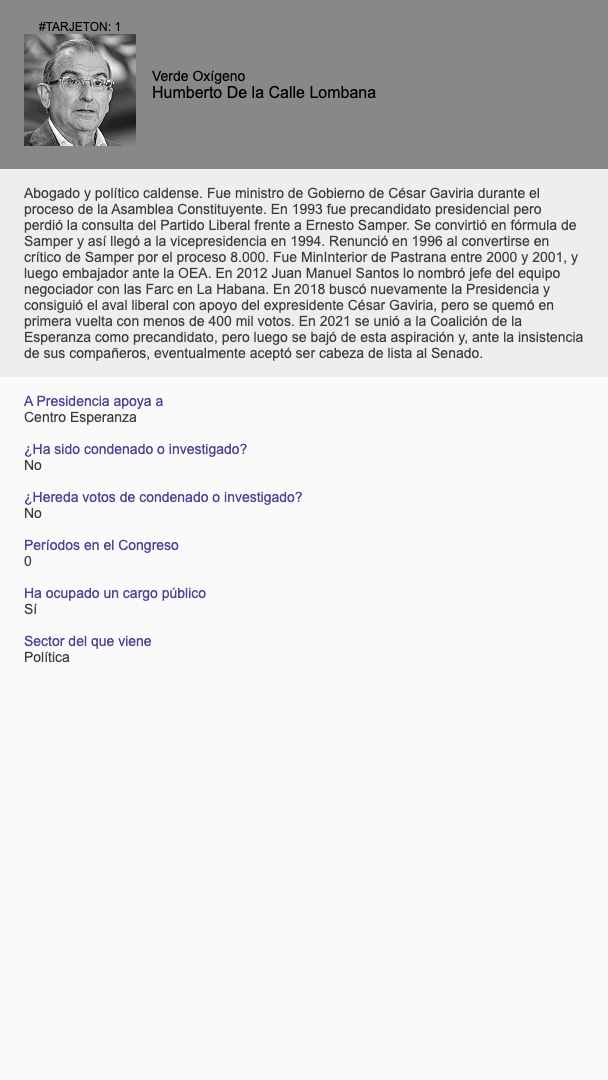 #TARJETON: 1
Verde Oxígeno
Humberto De la Calle Lombana
Abogado y político caldense. Fue ministro de Gobierno de César Gaviria durante el
proceso de la Asamblea Constituyente. En 1993 fue precandidato presidencial pero
perdió la consulta del Partido Liberal frente a Ernesto Samper. Se convirtió en fórmula de
Samper y así llegó a la vicepresidencia en 1994. Renunció en 1996 al convertirse en
crítico de Samper por el proceso 8.000. Fue MinInterior de Pastrana entre 2000 y 2001, y
luego embajador ante la OEA. En 2012 Juan Manuel Santos lo nombró jefe del equipo
negociador con las Farc en La Habana. En 2018 buscó nuevamente la Presidencia y
consiguió el aval liberal con apoyo del expresidente César Gaviria, pero se quemó en
primera vuelta con menos de 400 mil votos. En 2021 se unió a la Coalición de la
Esperanza como precandidato, pero luego se bajó de esta aspiración y, ante la insistencia
de sus compañeros, eventualmente aceptó ser cabeza de lista al Senado.
A Presidencia apoya a
Centro Esperanza
¿Ha sido condenado o investigado?
No
¿Hereda votos de condenado o investigado?
No
Períodos en el Congreso
0
Ha ocupado un cargo público
Sí
Sector del que viene
Política